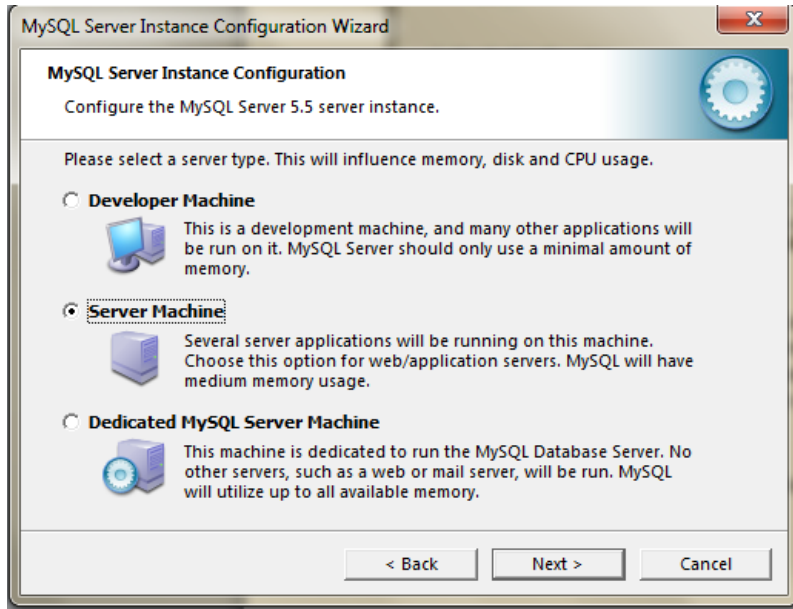 MySQL Server Instance Configuration Wizard
MySQL Server Instance Configuration
Configure the MySQL Server 5.5 server instance.
Please select a server type. This will influence memory, disk and CPU usage.
Developer Machine
This is a development machine, and many other applications will
be run on it. MySQL Server should only use a minimal amount of
memory.
Server Machine
Several server applications will be running on this machine.
Choose this option for web/application servers. MySQL will have
medium memory usage.
Dedicated MySQL Server Machine
This machine is dedicated to run the MySQL Database Server. No
other servers, such as a web or mail server, will be run. MySQL
will utilize up to all available memory.
< Back Next > Cancel